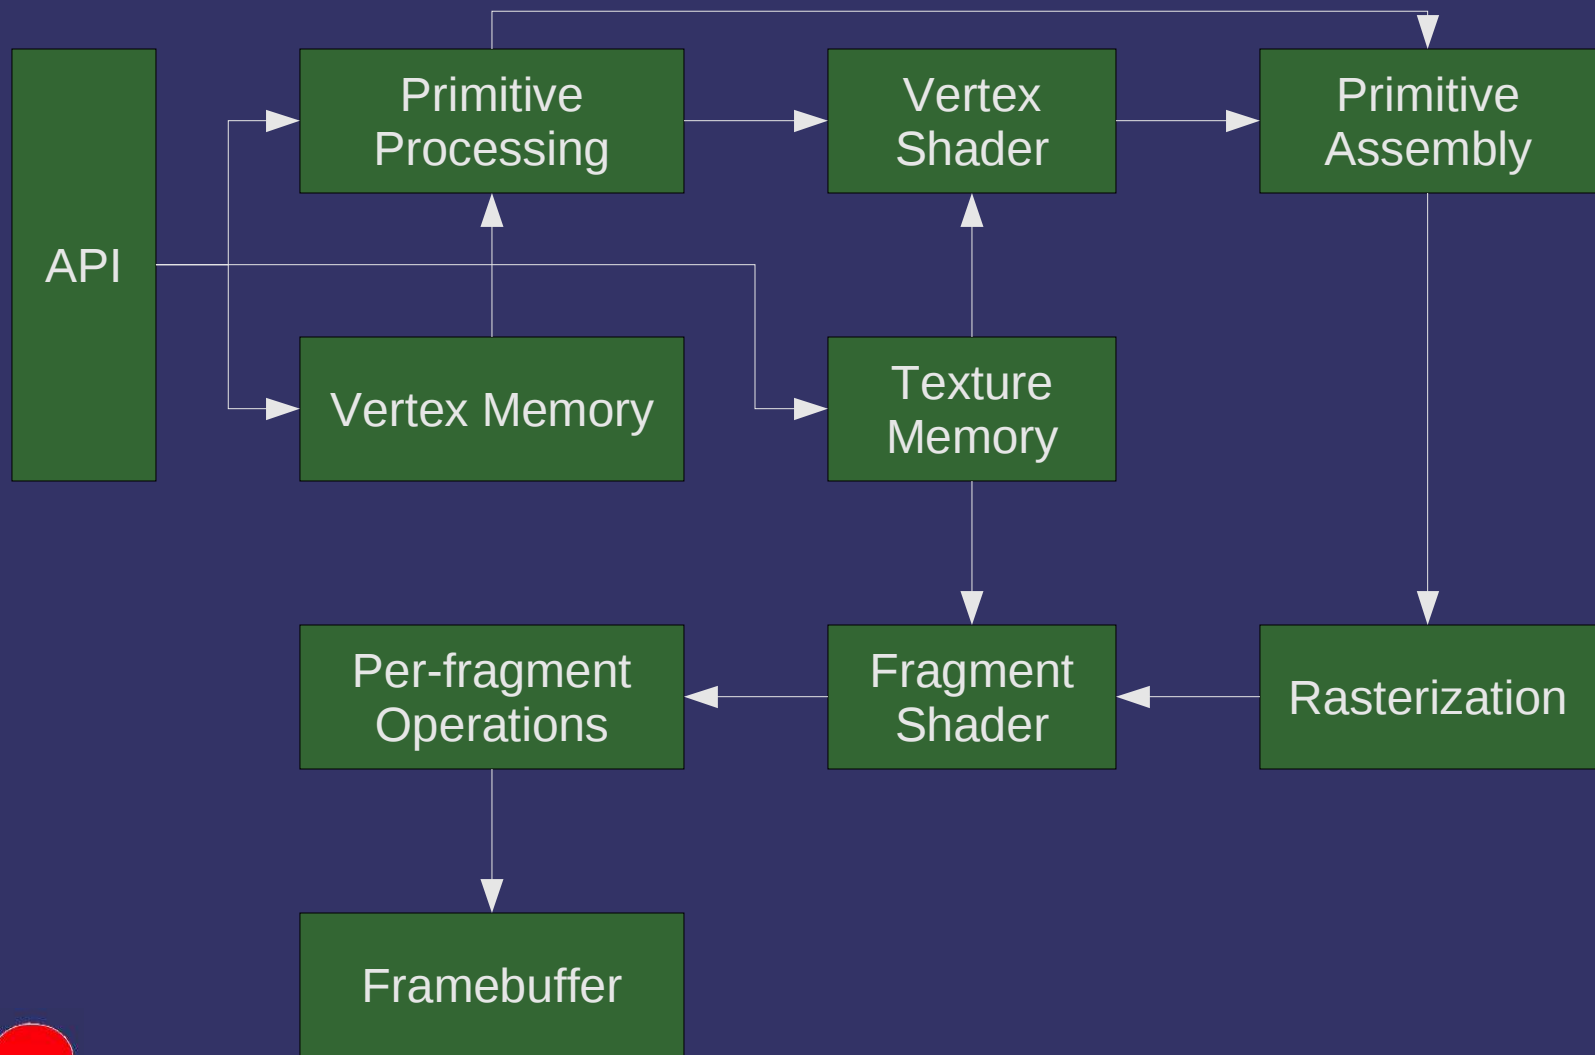 Primitive
Processing
Vertex
Shader
Primitive
Assembly
API
Vertex Memory
Texture
Memory
Per-fragment
Operations
Fragment
Shader
Rasterization
Framebuffer